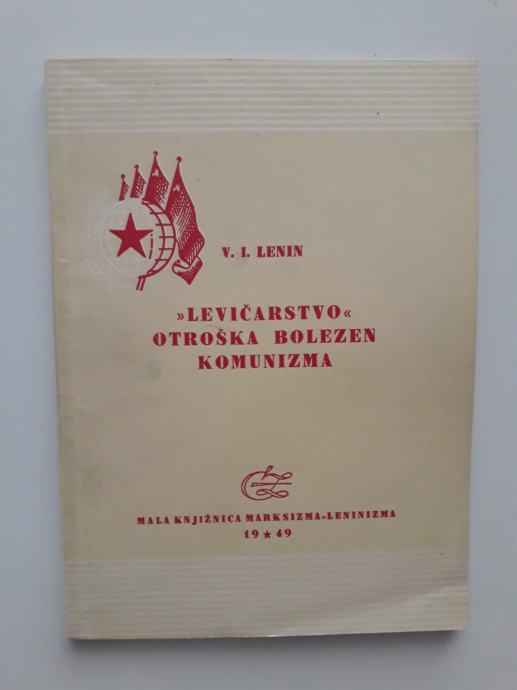 V. I. LENIN
»LEVIČARSTVO«
OTROŠKA BOLEZEN
KOMUNIZMA
MALA KNJIŽNICA MARKSIZMA-LENINIZMA
19★49